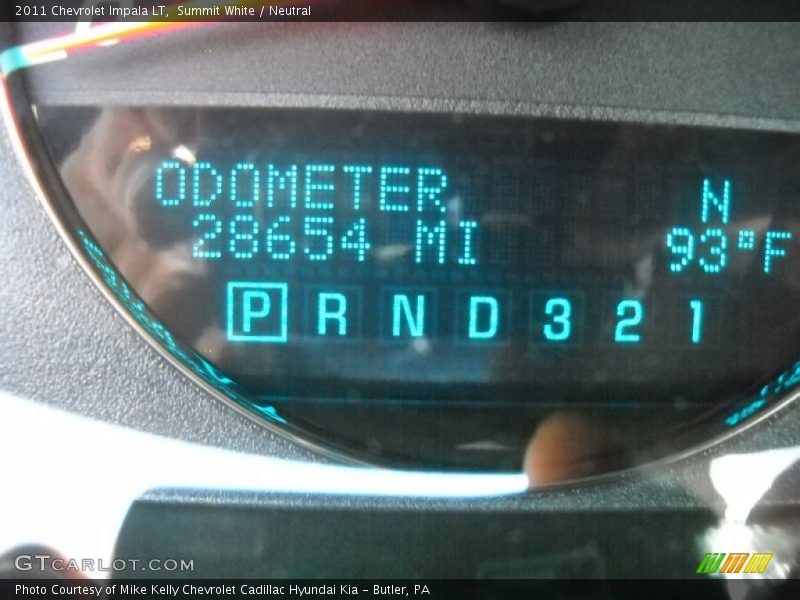 2011 Chevrolet Impala LT, Summit White / Neutral
ODOMETER N
28654 MI 93°F
P R N D 3 2 1
GTCARLOT.COM
Photo Courtesy of Mike Kelly Chevrolet Cadillac Hyundai Kia - Butler, PA